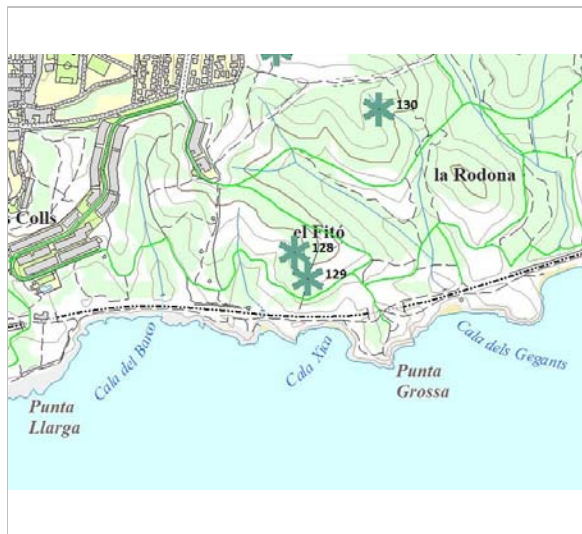 130
la Rodona
Colls
el Fitó
128
129
Cala del Barco
Cala Xica
Cala dels Gegants
Punta
Grossa
Punta
Llarga